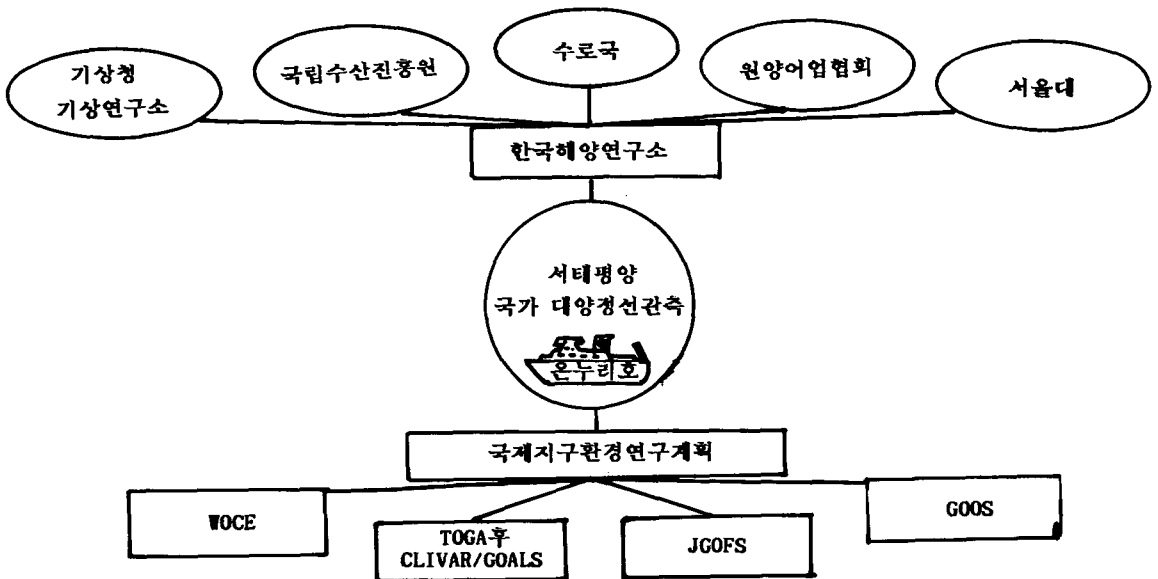 기상청
기상연구소
국립수산진흥원
수로국
원양어업협회
서울대
한국해양연구소
서태평양
국가 대양정선관측
온누리호
국제지구환경연구계획
WOCE
TOGA후
CLIVAR/GOALS
JGOFS
GOOS